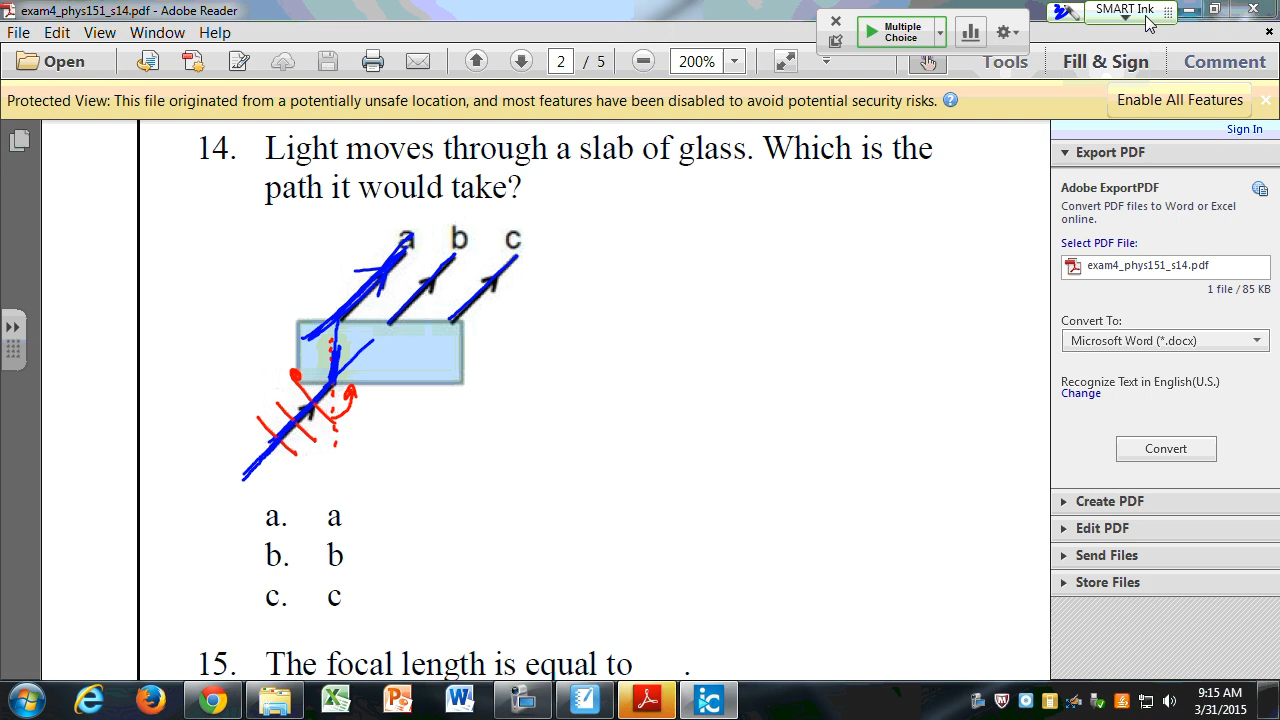 exam4_phys151_s14.pdf - Adobe Reader
SMART Ink
File Edit View Window Help
Multiple
Choice
Open
2 / 5
200%
Tools
Fill & Sign
Comment
Protected View: This file originated from a potentially unsafe location, and most features have been disabled to avoid potential security risks.
Enable All Features
Sign In
14. Light moves through a slab of glass. Which is the
path it would take?
a b c
a. a
b. b
c. c
15. The focal length is equal to ___.
Export PDF
Adobe ExportPDF
Convert PDF files to Word or Excel
online.
Select PDF File:
exam4_phys151_s14.pdf
1 file / 85 KB
Convert To:
Microsoft Word (*.docx)
Recognize Text in English(U.S.)
Change
Convert
Create PDF
Edit PDF
Send Files
Store Files
9:15 AM
3/31/2015